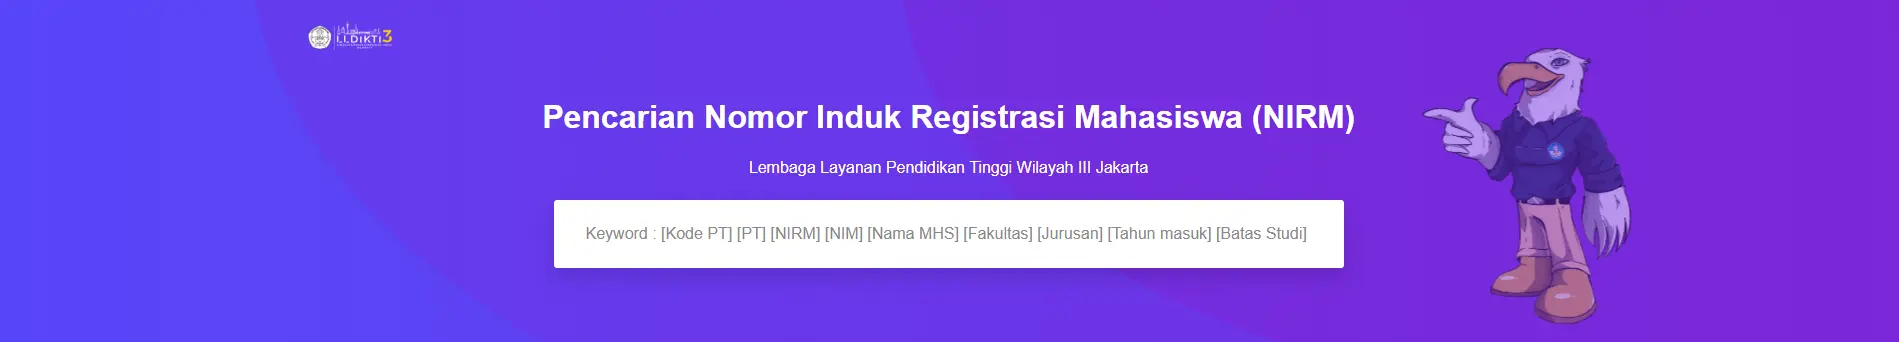 LLDIKTI 3
Pencarian Nomor Induk Registrasi Mahasiswa (NIRM)
Lembaga Layanan Pendidikan Tinggi Wilayah III Jakarta
Keyword : [Kode PT] [PT] [NIRM] [NIM] [Nama MHS] [Fakultas] [Jurusan] [Tahun masuk] [Batas Studi]